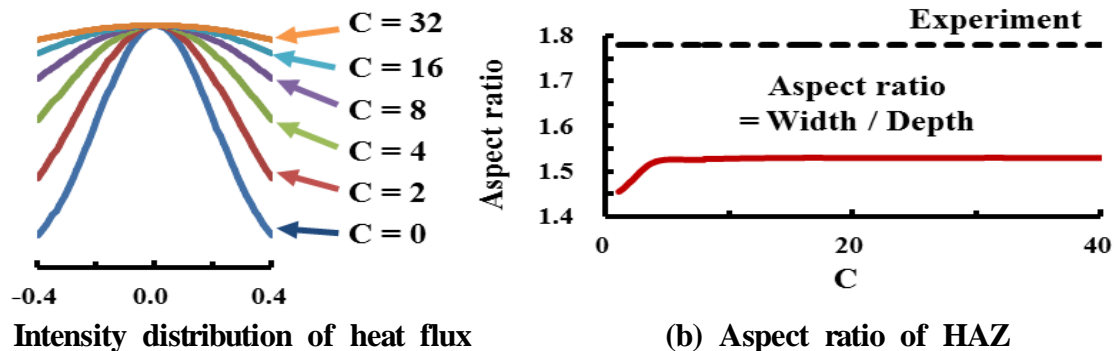 C = 32
C = 16
C = 8
C = 4
C = 2
C = 0
-0.4
0.0
0.4
Intensity distribution of heat flux
Experiment
1.8
1.7
1.6
1.5
1.4
Aspect ratio
Aspect ratio
= Width / Depth
0
20
40
C
(b) Aspect ratio of HAZ